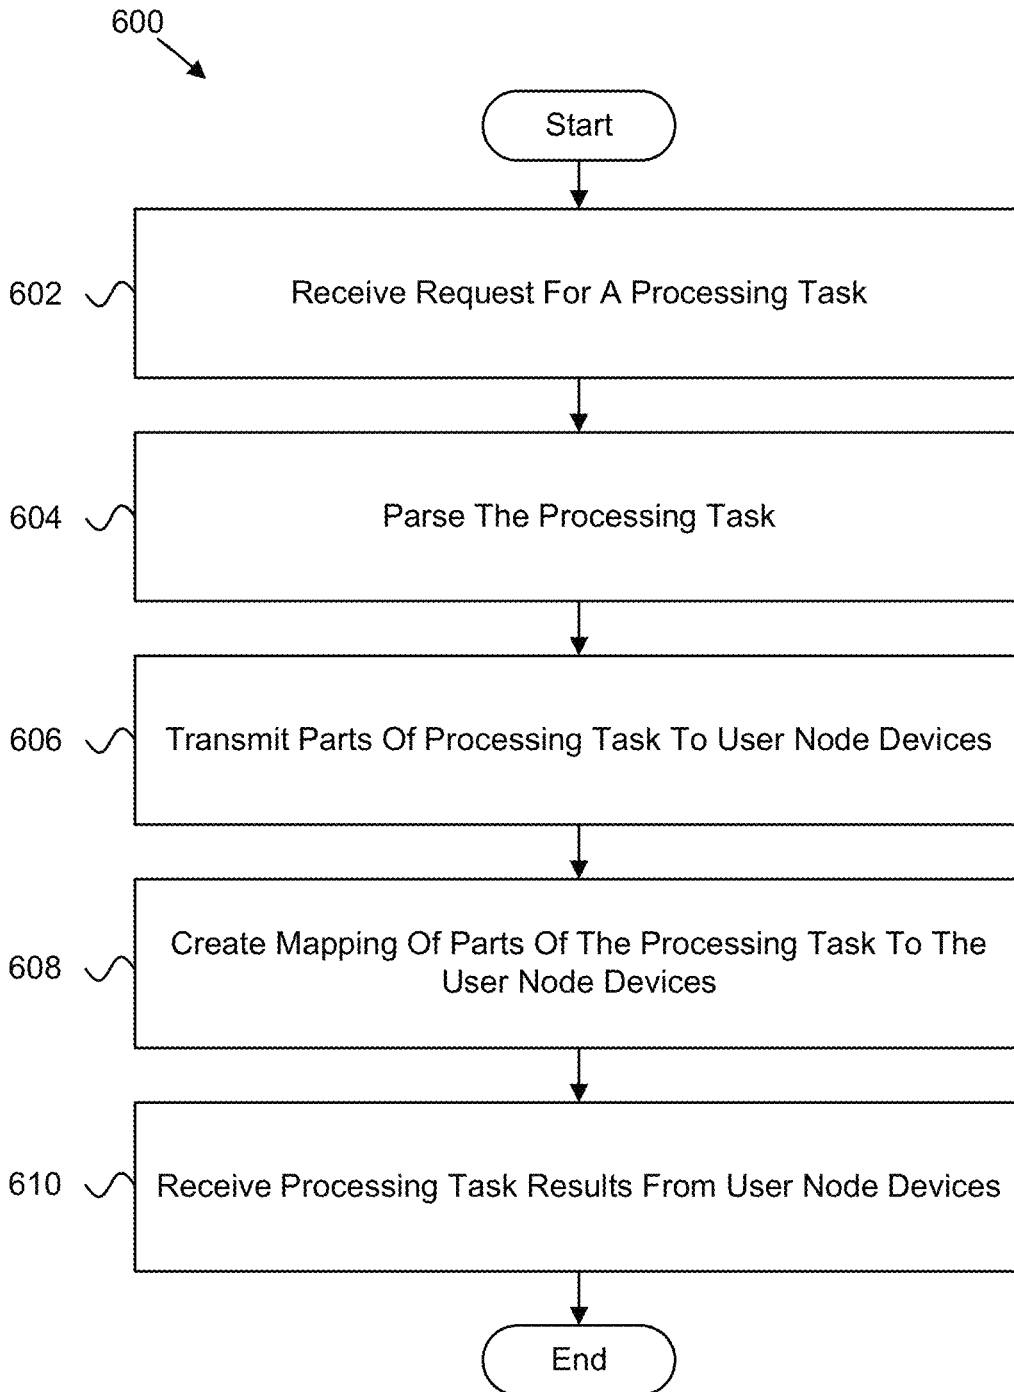 600
Start
602
Receive Request For A Processing Task
604
Parse The Processing Task
606
Transmit Parts Of Processing Task To User Node Devices
608
Create Mapping Of Parts Of The Processing Task To The
User Node Devices
610
Receive Processing Task Results From User Node Devices
End